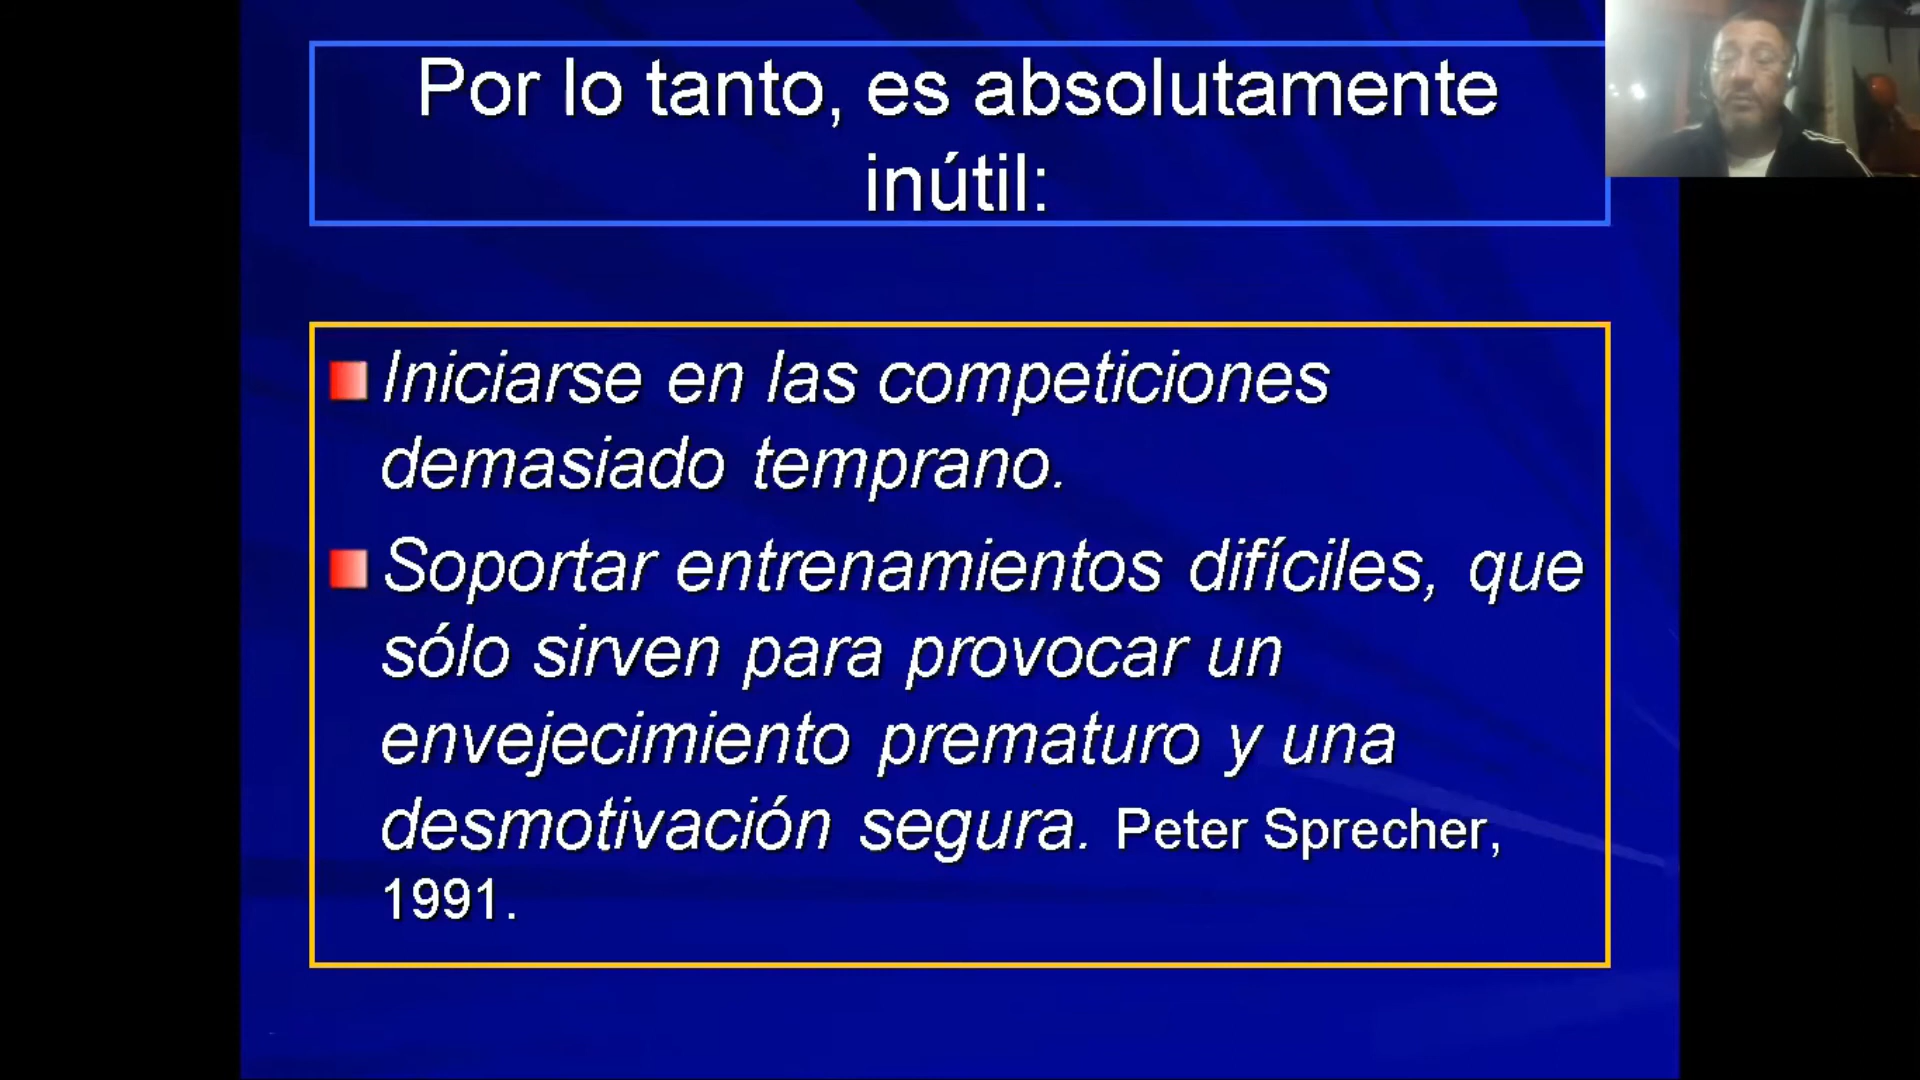 Por lo tanto, es absolutamente
inútil:
Iniciarse en las competiciones
demasiado temprano.
Soportar entrenamientos difíciles, que
sólo sirven para provocar un
envejecimiento prematuro y una
desmotivación segura. Peter Sprecher,
1991.